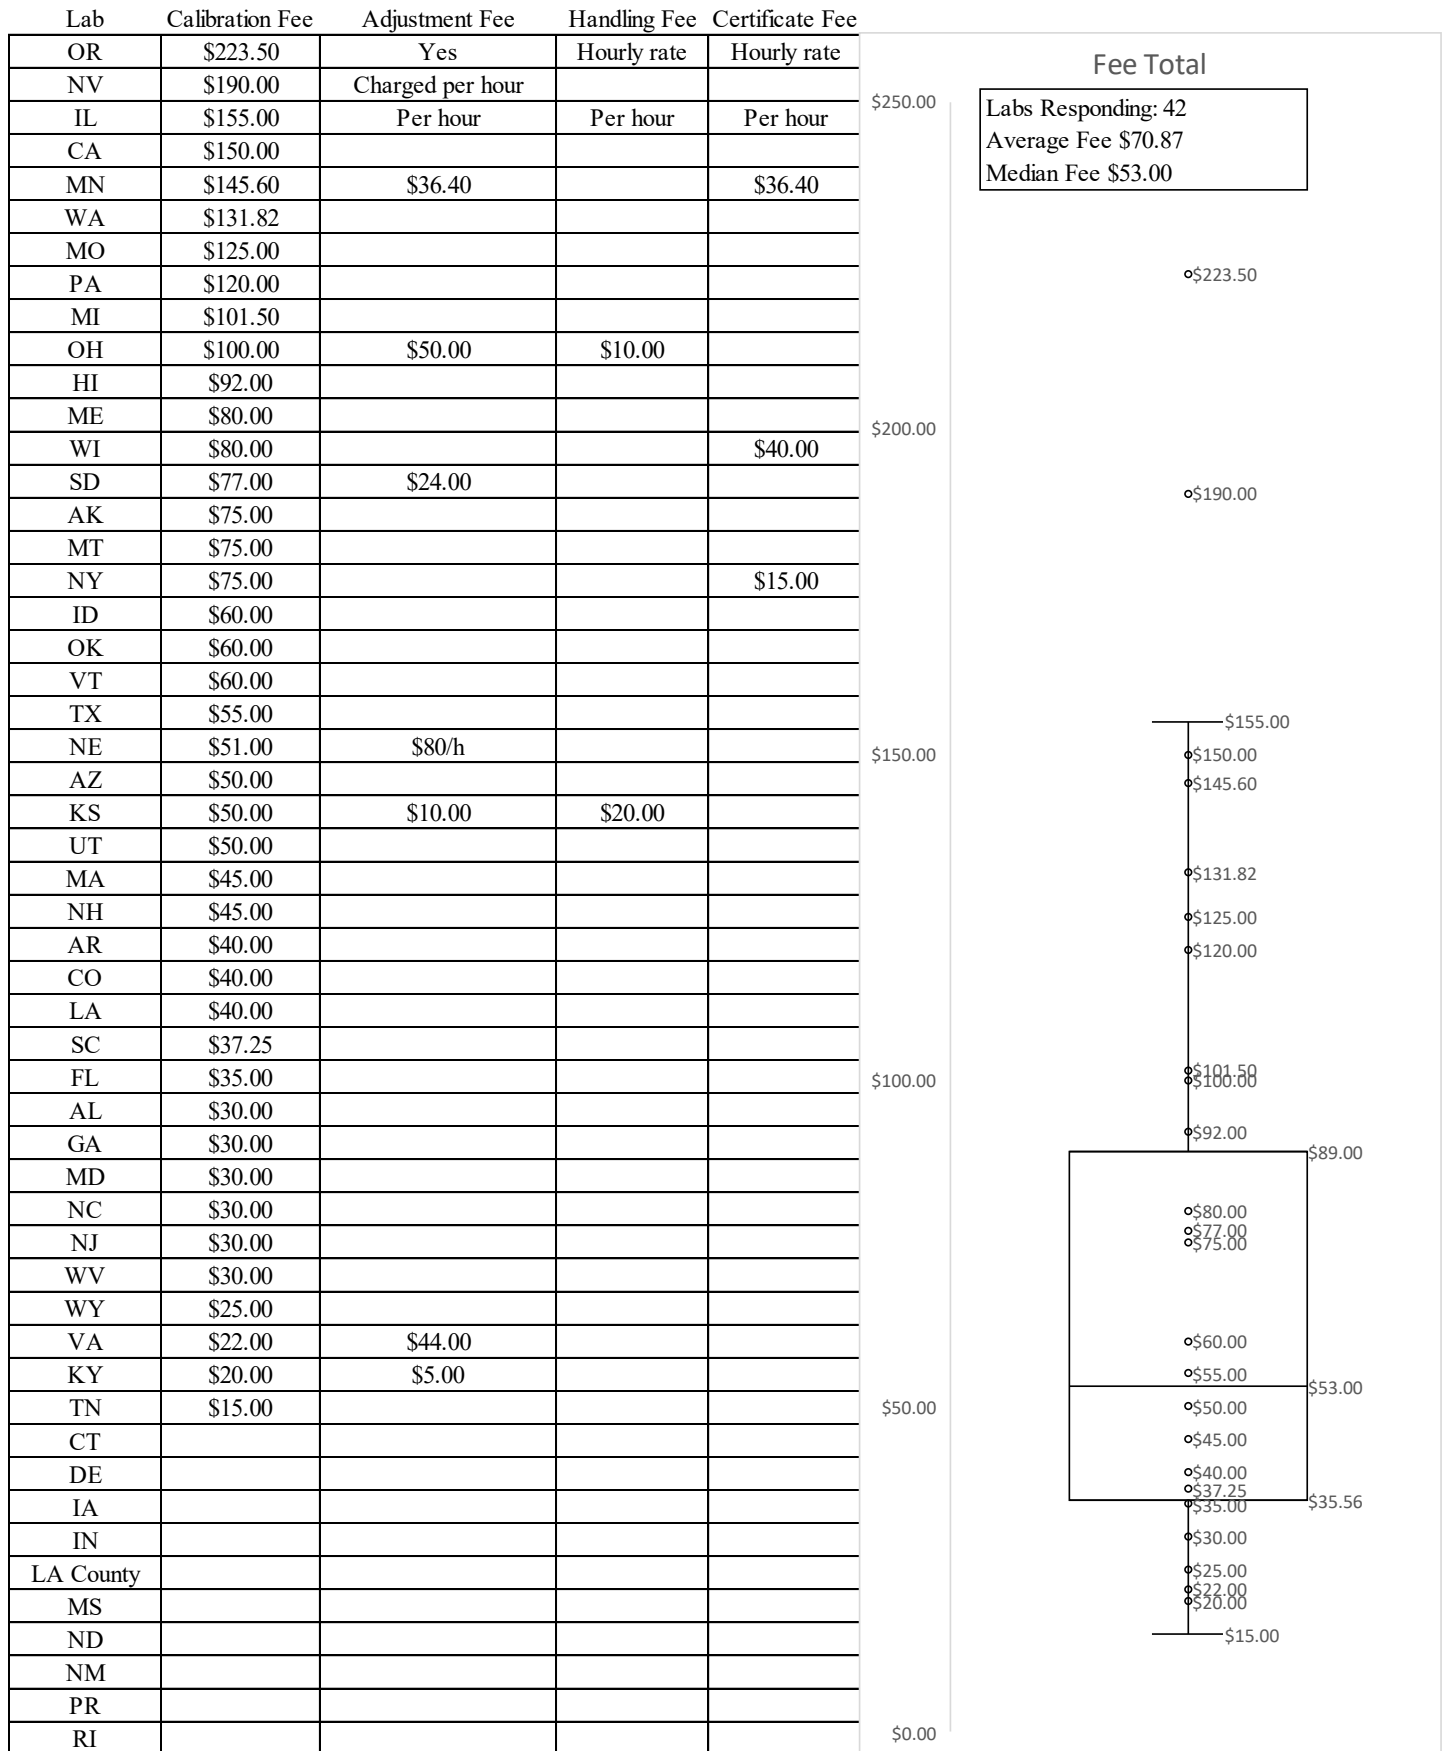 Lab Calibration Fee Adjustment Fee Handling Fee Certificate Fee
OR $223.50 Yes Hourly rate Hourly rate
NV $190.00 Charged per hour
IL $155.00 Per hour Per hour Per hour
CA $150.00
MN $145.60 $36.40 $36.40
WA $131.82
MO $125.00
PA $120.00
MI $101.50
OH $100.00 $50.00 $10.00
HI $92.00
ME $80.00
WI $80.00 $40.00
SD $77.00 $24.00
AK $75.00
MT $75.00
NY $75.00 $15.00
ID $60.00
OK $60.00
VT $60.00
TX $55.00
NE $51.00 $80/h
AZ $50.00
KS $50.00 $10.00 $20.00
UT $50.00
MA $45.00
NH $45.00
AR $40.00
CO $40.00
LA $40.00
SC $37.25
FL $35.00
AL $30.00
GA $30.00
MD $30.00
NC $30.00
NJ $30.00
WV $30.00
WY $25.00
VA $22.00 $44.00
KY $20.00 $5.00
TN $15.00
CT
DE
IA
IN
LA County
MS
ND
NM
PR
RI
Fee Total
Labs Responding: 42
Average Fee $70.87
Median Fee $53.00
$250.00
$200.00
$150.00
$100.00
$50.00
$0.00
$223.50
$190.00
$155.00
$150.00
$145.60
$131.82
$125.00
$120.00
$101.50
$100.00
$92.00
$89.00
$80.00
$77.00
$75.00
$60.00
$55.00
$53.00
$50.00
$45.00
$40.00
$37.25
$35.56
$35.00
$30.00
$25.00
$22.00
$20.00
$15.00